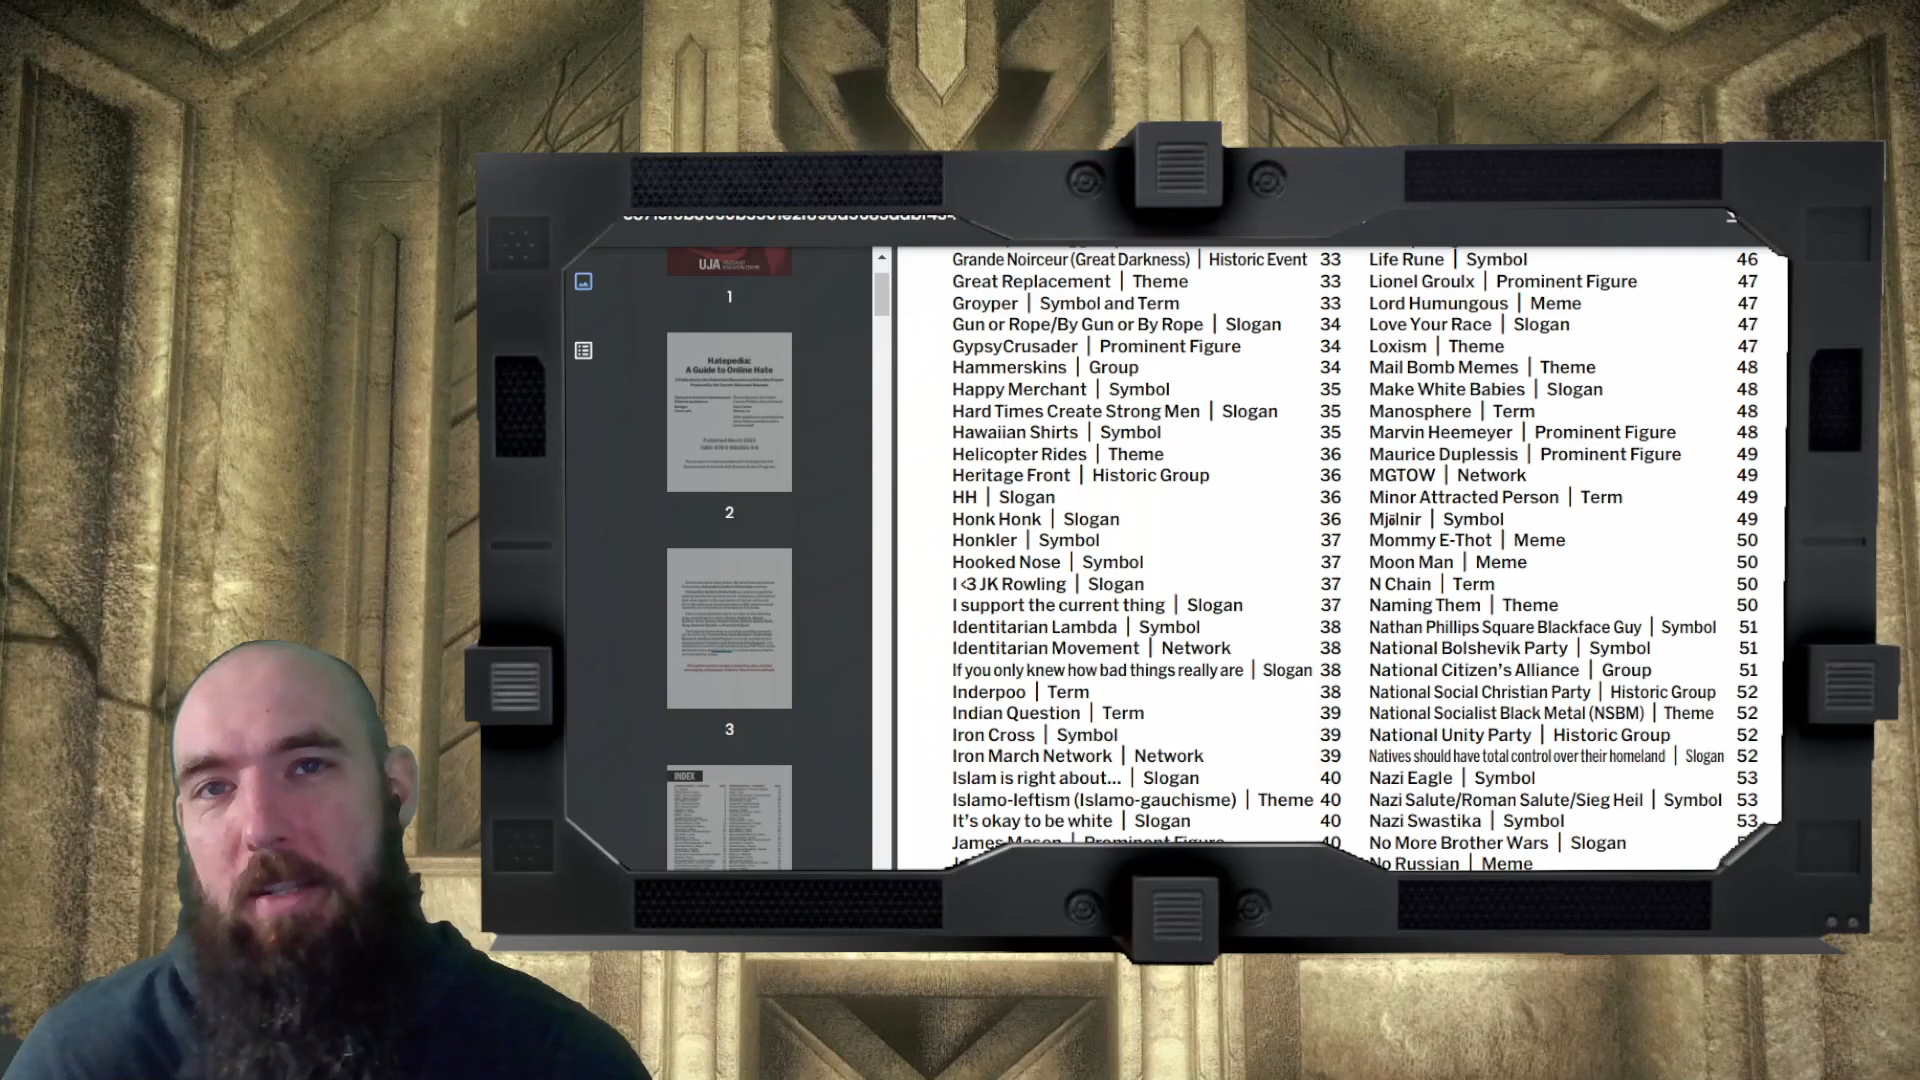 UJA
1
Hatepedia:
A Guide to Online Hate
2
3
INDEX
Grande Noirceur (Great Darkness) | Historic Event 33
Great Replacement | Theme 33
Groyper | Symbol and Term 33
Gun or Rope/By Gun or By Rope | Slogan 34
GypsyCrusader | Prominent Figure 34
Hammerskins | Group 34
Happy Merchant | Symbol 35
Hard Times Create Strong Men | Slogan 35
Hawaiian Shirts | Symbol 35
Helicopter Rides | Theme 36
Heritage Front | Historic Group 36
HH | Slogan 36
Honk Honk | Slogan 36
Honkler | Symbol 37
Hooked Nose | Symbol 37
I <3 JK Rowling | Slogan 37
I support the current thing | Slogan 37
Identitarian Lambda | Symbol 38
Identitarian Movement | Network 38
If you only knew how bad things really are | Slogan 38
Inderpoo | Term 38
Indian Question | Term 39
Iron Cross | Symbol 39
Iron March Network | Network 39
Islam is right about... | Slogan 40
Islamo-leftism (Islamo-gauchisme) | Theme 40
It's okay to be white | Slogan 40
James Mason | Prominent Figure 40
Life Rune | Symbol 46
Lionel Groulx | Prominent Figure 47
Lord Humungous | Meme 47
Love Your Race | Slogan 47
Loxism | Theme 47
Mail Bomb Memes | Theme 48
Make White Babies | Slogan 48
Manosphere | Term 48
Marvin Heemeyer | Prominent Figure 48
Maurice Duplessis | Prominent Figure 49
MGTOW | Network 49
Minor Attracted Person | Term 49
Mjølnir | Symbol 49
Mommy E-Thot | Meme 50
Moon Man | Meme 50
N Chain | Term 50
Naming Them | Theme 50
Nathan Phillips Square Blackface Guy | Symbol 51
National Bolshevik Party | Symbol 51
National Citizen's Alliance | Group 51
National Social Christian Party | Historic Group 52
National Socialist Black Metal (NSBM) | Theme 52
National Unity Party | Historic Group 52
Natives should have total control over their homeland | Slogan 52
Nazi Eagle | Symbol 53
Nazi Salute/Roman Salute/Sieg Heil | Symbol 53
Nazi Swastika | Symbol 53
No More Brother Wars | Slogan
No Russian | Meme